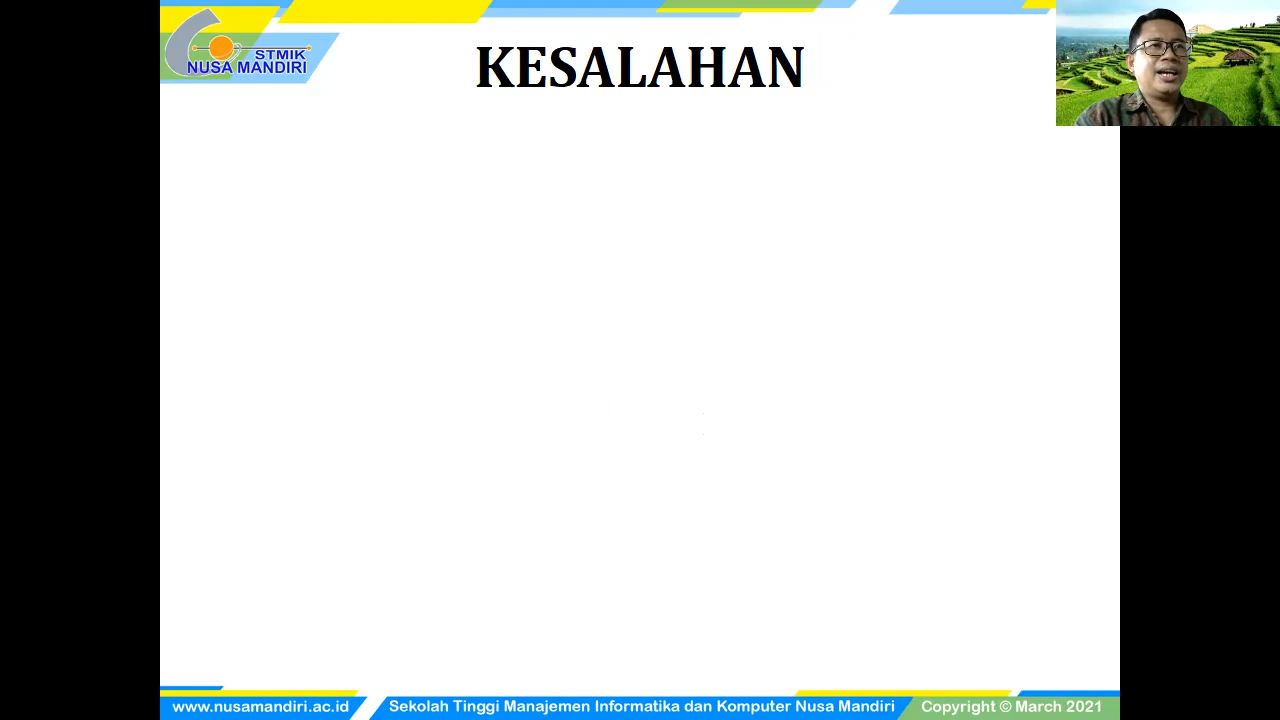 STMIK
NUSA MANDIRI
KESALAHAN
www.nusamandiri.ac.id
Sekolah Tinggi Manajemen Informatika dan Komputer Nusa Mandiri
Copyright © March 2021